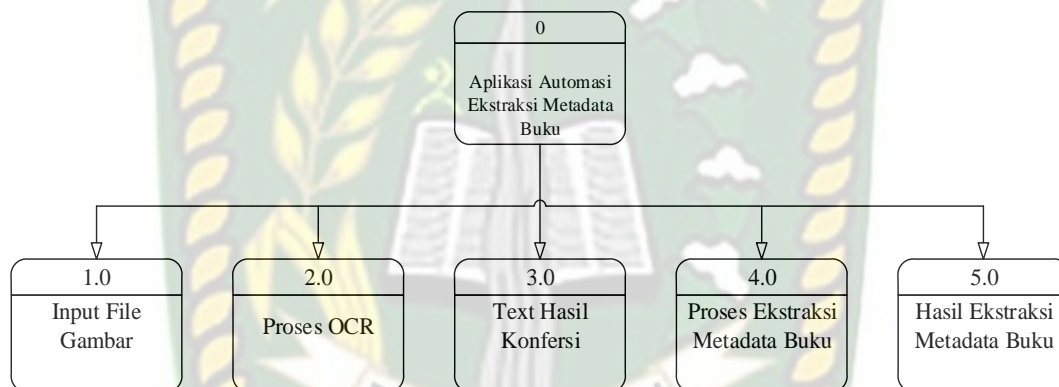 0
Aplikasi Automasi
Ekstraksi Metadata
Buku
1.0
Input File
Gambar
2.0
Proses OCR
3.0
Text Hasil
Konfersi
4.0
Proses Ekstraksi
Metadata Buku
5.0
Hasil Ekstraksi
Metadata Buku